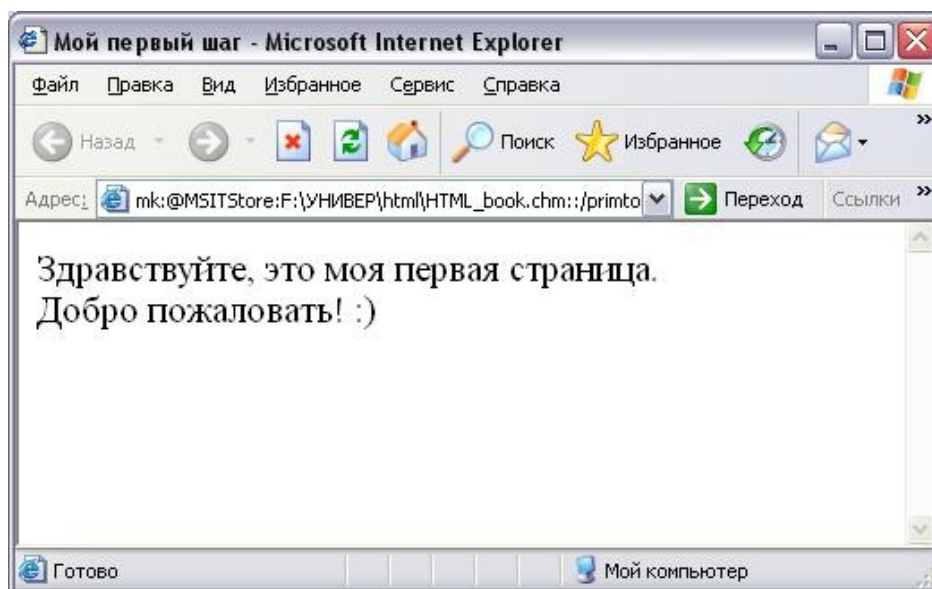 Мой первый шаг - Microsoft Internet Explorer
Файл Правка Вид Избранное Сервис Справка
Назад Поиск Избранное »
Адрес: mk:@MSITStore:F:\УНИВЕР\html\HTML_book.chm::/primto Переход Ссылки »
Здравствуйте, это моя первая страница.
Добро пожаловать! :)
Готово Мой компьютер